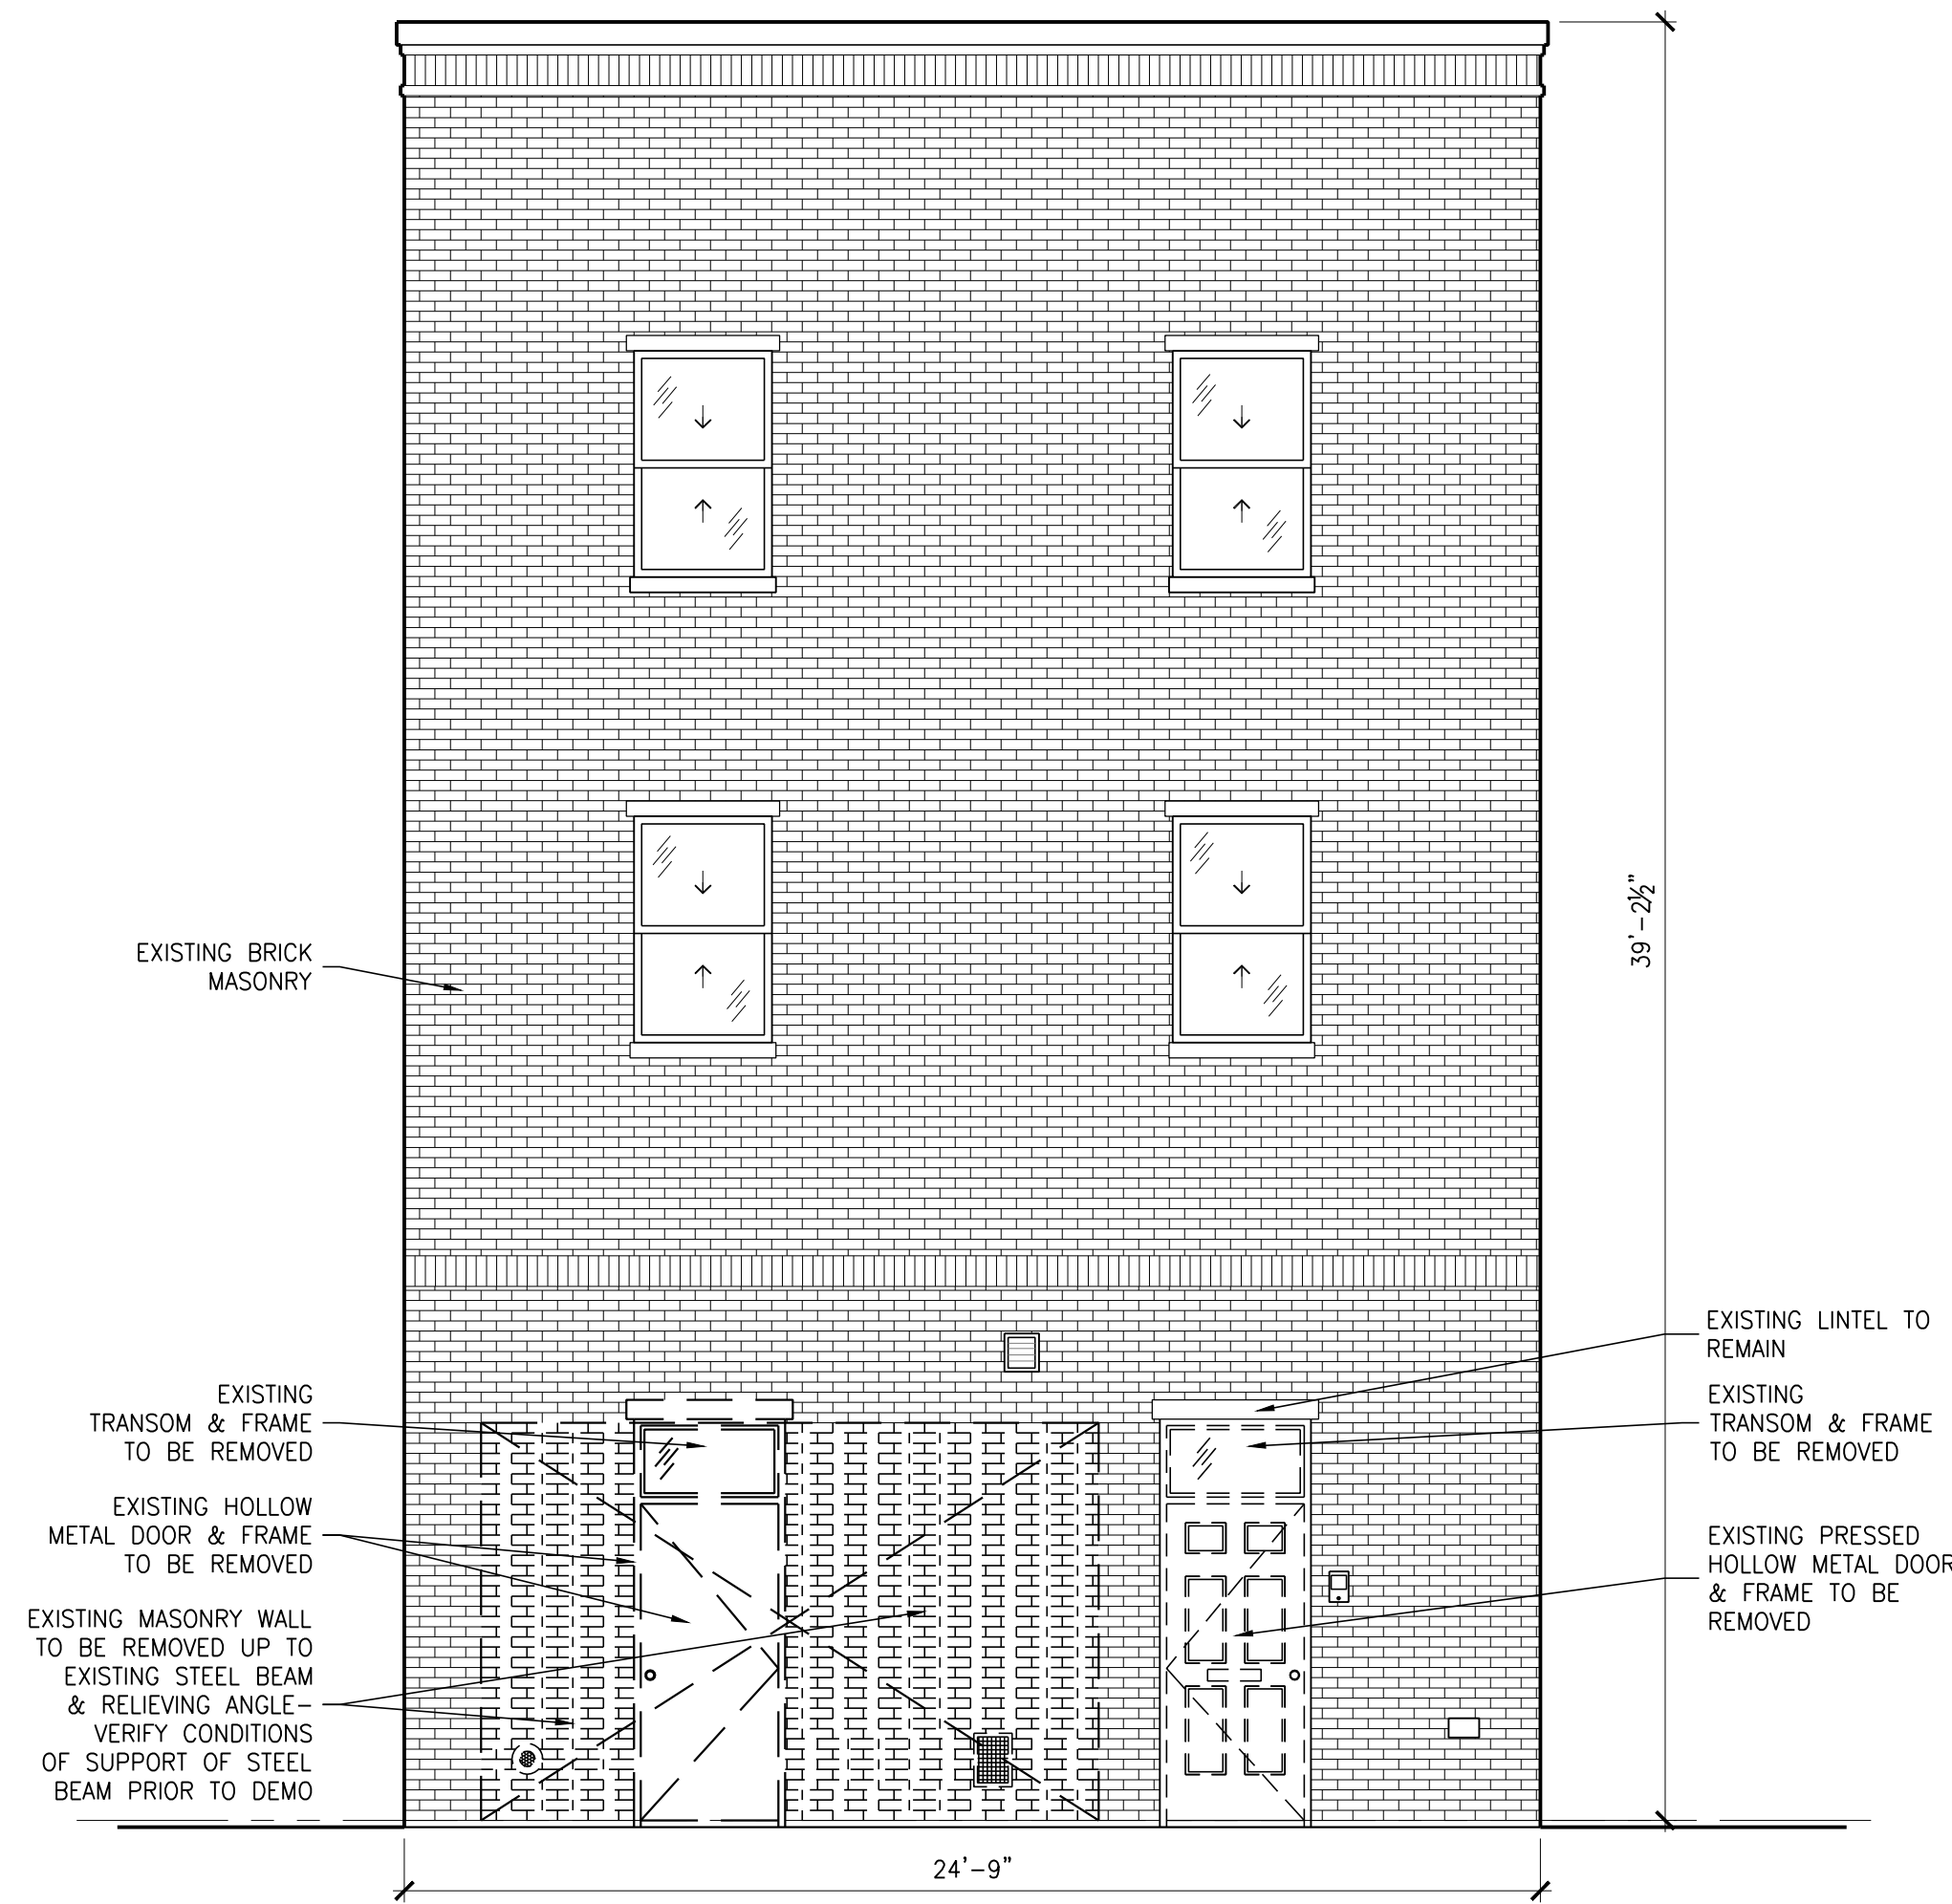 39'-2½"
EXISTING BRICK
MASONRY
EXISTING LINTEL TO
REMAIN
EXISTING
TRANSOM & FRAME
TO BE REMOVED
EXISTING
TRANSOM & FRAME
TO BE REMOVED
EXISTING HOLLOW
METAL DOOR & FRAME
TO BE REMOVED
EXISTING PRESSED
HOLLOW METAL DOOR
& FRAME TO BE
REMOVED
EXISTING MASONRY WALL
TO BE REMOVED UP TO
EXISTING STEEL BEAM
& RELIEVING ANGLE-
VERIFY CONDITIONS
OF SUPPORT OF STEEL
BEAM PRIOR TO DEMO
24'-9"